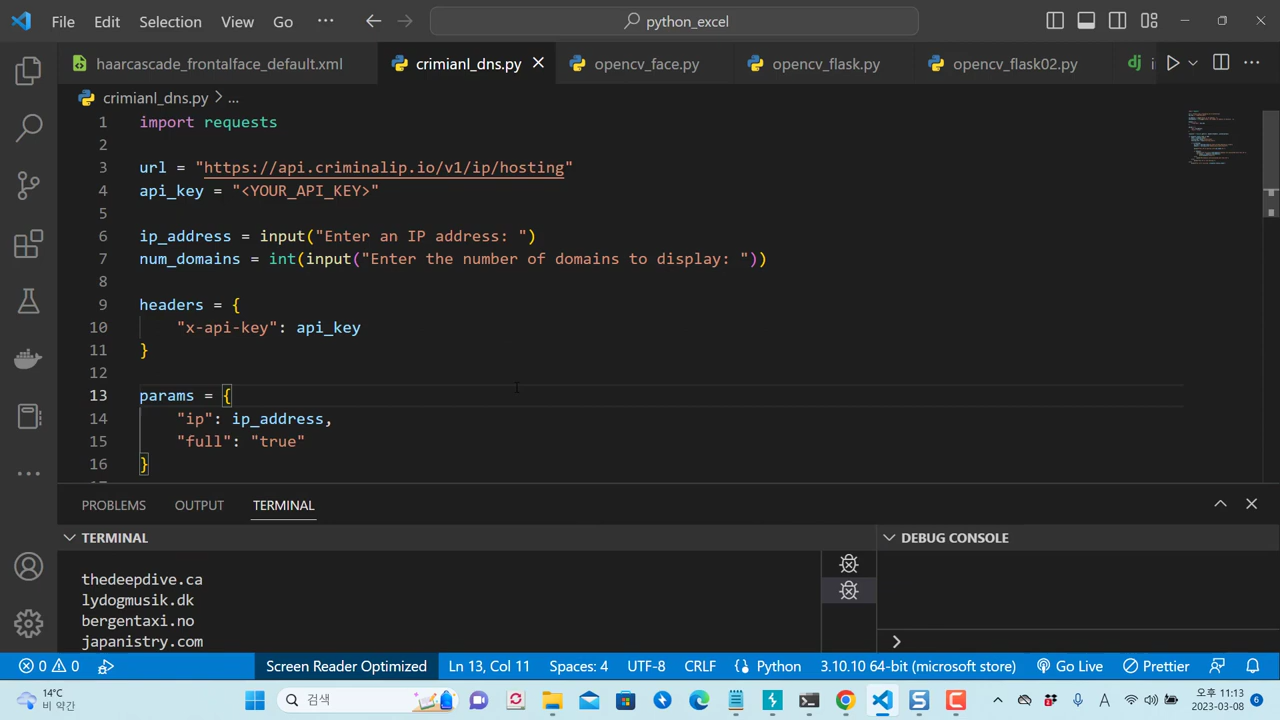 File Edit Selection View Go ··· python_excel
haarcascade_frontalface_default.xml crimianl_dns.py opencv_face.py opencv_flask.py opencv_flask02.py dj i
crimianl_dns.py > ...
1 import requests
2
3 url = "https://api.criminalip.io/v1/ip/hosting"
4 api_key = "<YOUR_API_KEY>"
5
6 ip_address = input("Enter an IP address: ")
7 num_domains = int(input("Enter the number of domains to display: "))
8
9 headers = {
10 "x-api-key": api_key
11 }
12
13 params = {
14 "ip": ip_address,
15 "full": "true"
16 }
PROBLEMS OUTPUT TERMINAL
TERMINAL DEBUG CONSOLE
thedeepdive.ca
lydogmusik.dk
bergentaxi.no
japanistry.com
0 0 Screen Reader Optimized Ln 13, Col 11 Spaces: 4 UTF-8 CRLF Python 3.10.10 64-bit (microsoft store) Go Live Prettier
14°C
비 약간
검색
A
오후 11:13
2023-03-08
6